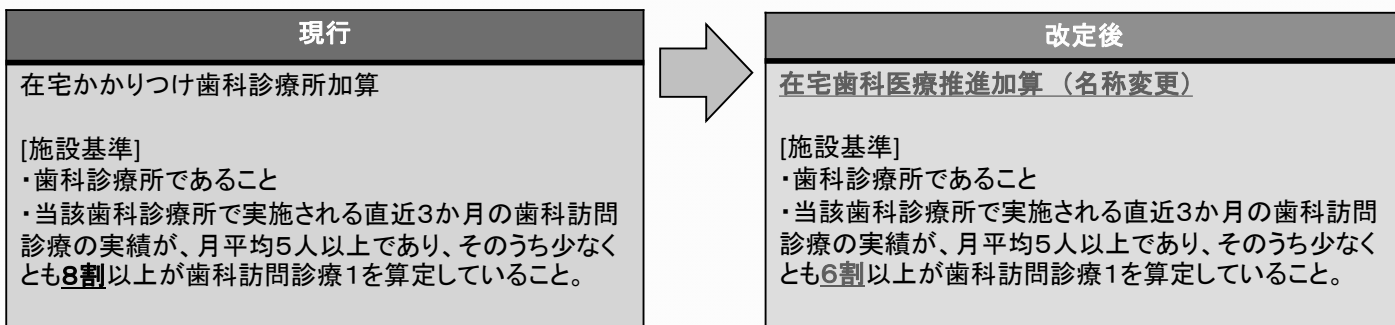 現行
在宅かかりつけ歯科診療所加算
[施設基準]
・歯科診療所であること
・当該歯科診療所で実施される直近3か月の歯科訪問
診療の実績が、月平均5人以上であり、そのうち少なく
とも8割以上が歯科訪問診療1を算定していること。
改定後
在宅歯科医療推進加算 （名称変更）
[施設基準]
・歯科診療所であること
・当該歯科診療所で実施される直近3か月の歯科訪問
診療の実績が、月平均5人以上であり、そのうち少なく
とも6割以上が歯科訪問診療1を算定していること。